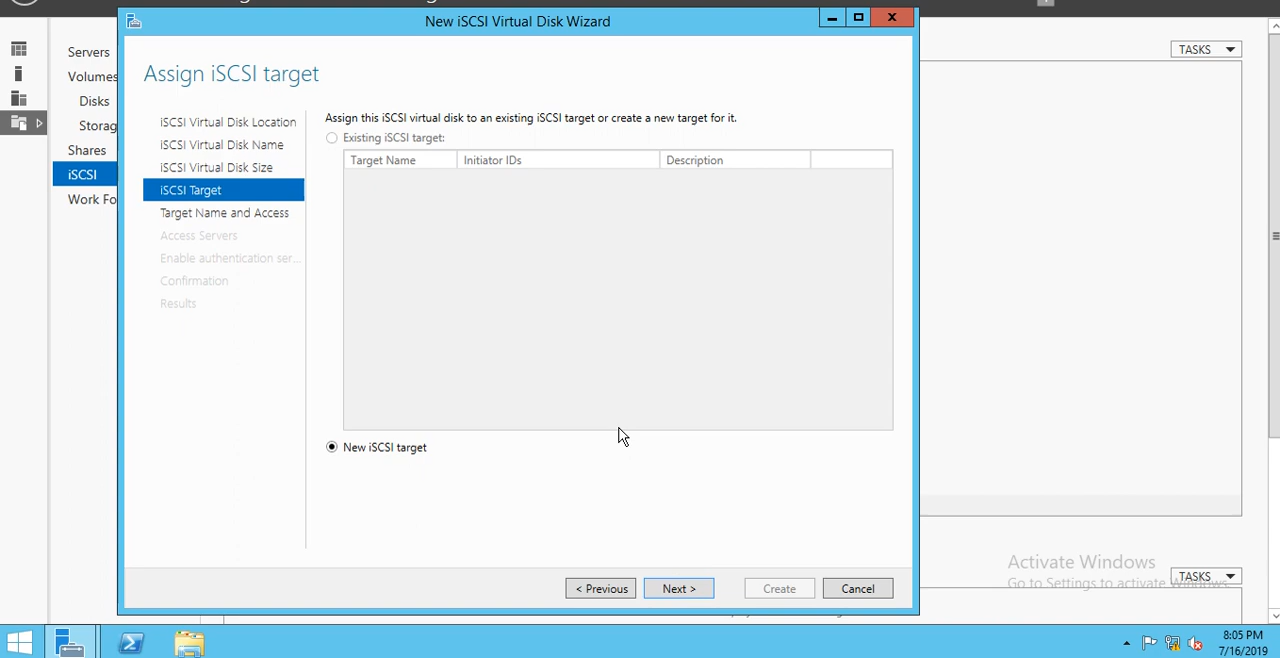 New iSCSI Virtual Disk Wizard
TASKS
Servers
Volumes
Disks
Storag
Shares
iSCSI
Work Fo
Assign iSCSI target
iSCSI Virtual Disk Location
iSCSI Virtual Disk Name
iSCSI Virtual Disk Size
iSCSI Target
Target Name and Access
Access Servers
Enable authentication ser...
Confirmation
Results
Assign this iSCSI virtual disk to an existing iSCSI target or create a new target for it.
Existing iSCSI target:
Target Name Initiator IDs Description
New iSCSI target
< Previous Next > Create Cancel
Activate Windows
Go to Settings to activate Windows.
TASKS
8:05 PM
7/16/2019